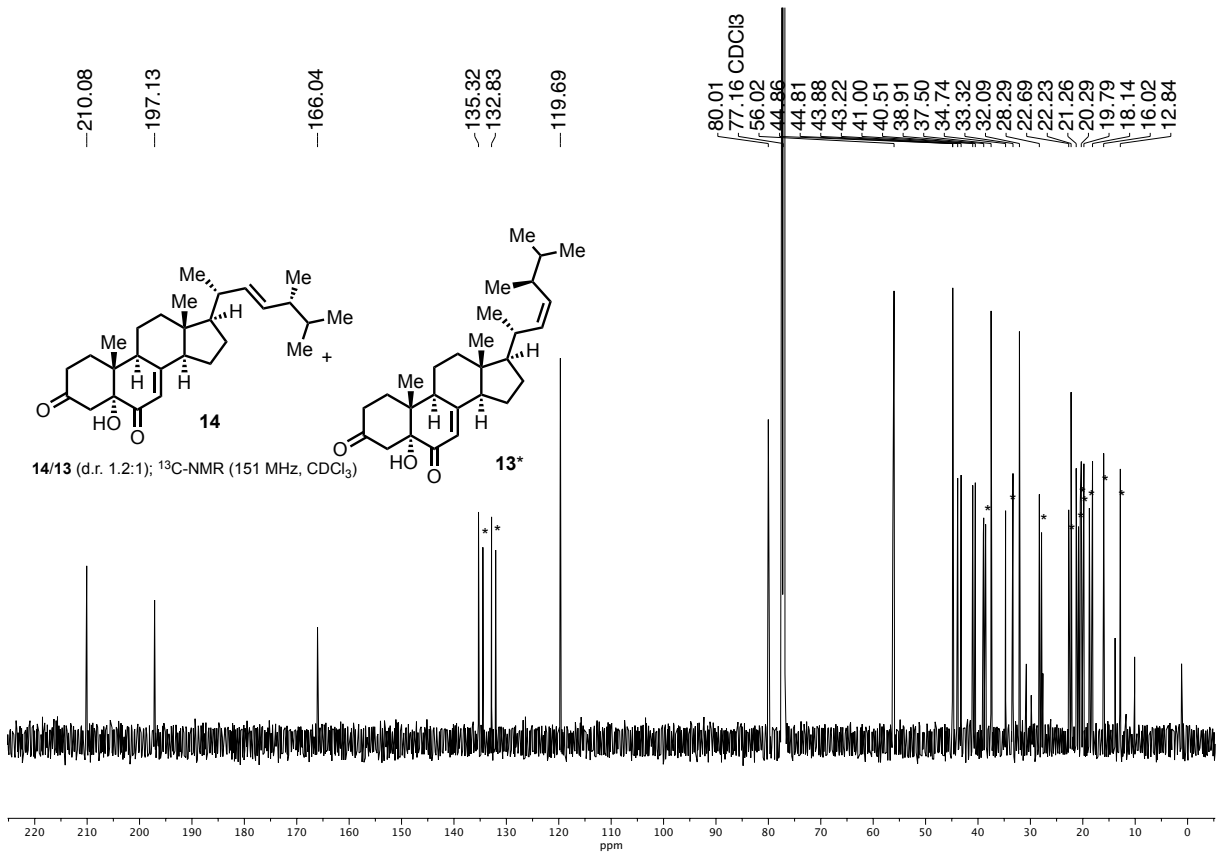 210.08
197.13
166.04
135.32
132.83
119.69
80.01
77.16 CDCl3
56.02
44.86
44.81
43.88
43.22
41.00
40.51
38.91
37.50
34.74
33.32
32.09
28.29
22.69
22.23
21.26
20.29
19.79
18.14
16.02
12.84
Me
Me
Me
H
Me
Me
Me
H
H
O
HO
O
14
+
Me
Me
Me
Me
Me
H
Me
H
H
O
HO
O
13*
14/13 (d.r. 1.2:1); ¹³C-NMR (151 MHz, CDCl₃)
* * * * * * * * * * * *
220 210 200 190 180 170 160 150 140 130 120 110 100 90 80 70 60 50 40 30 20 10 0
ppm